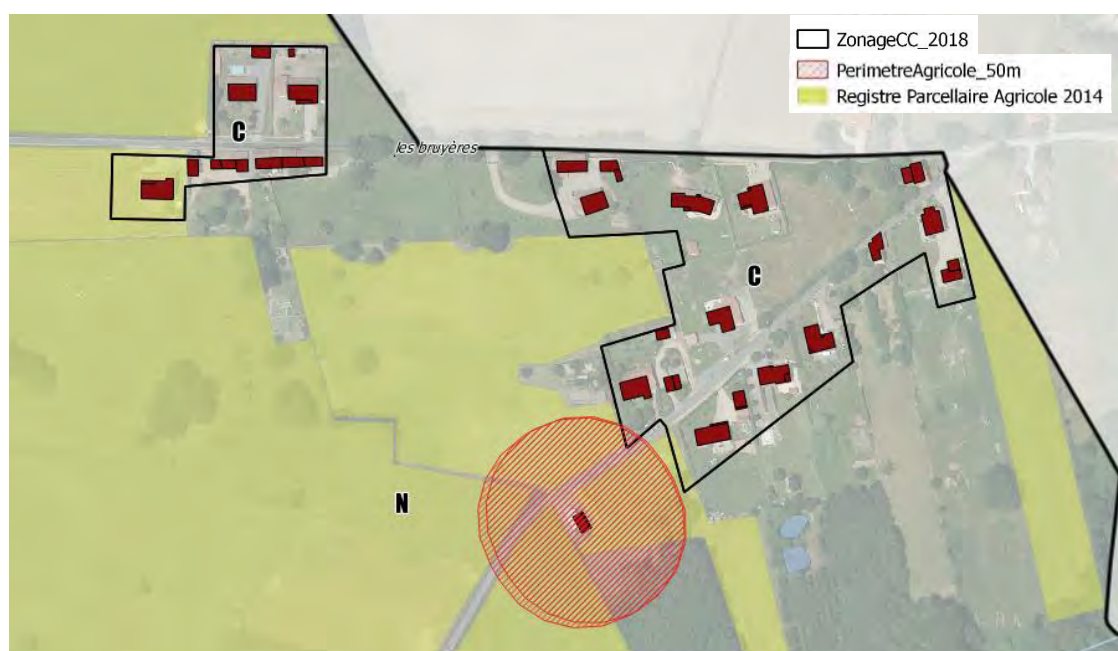 ZonageCC_2018
PerimetreAgricole_50m
Registre Parcellaire Agricole 2014
C
les bruyères
C
N